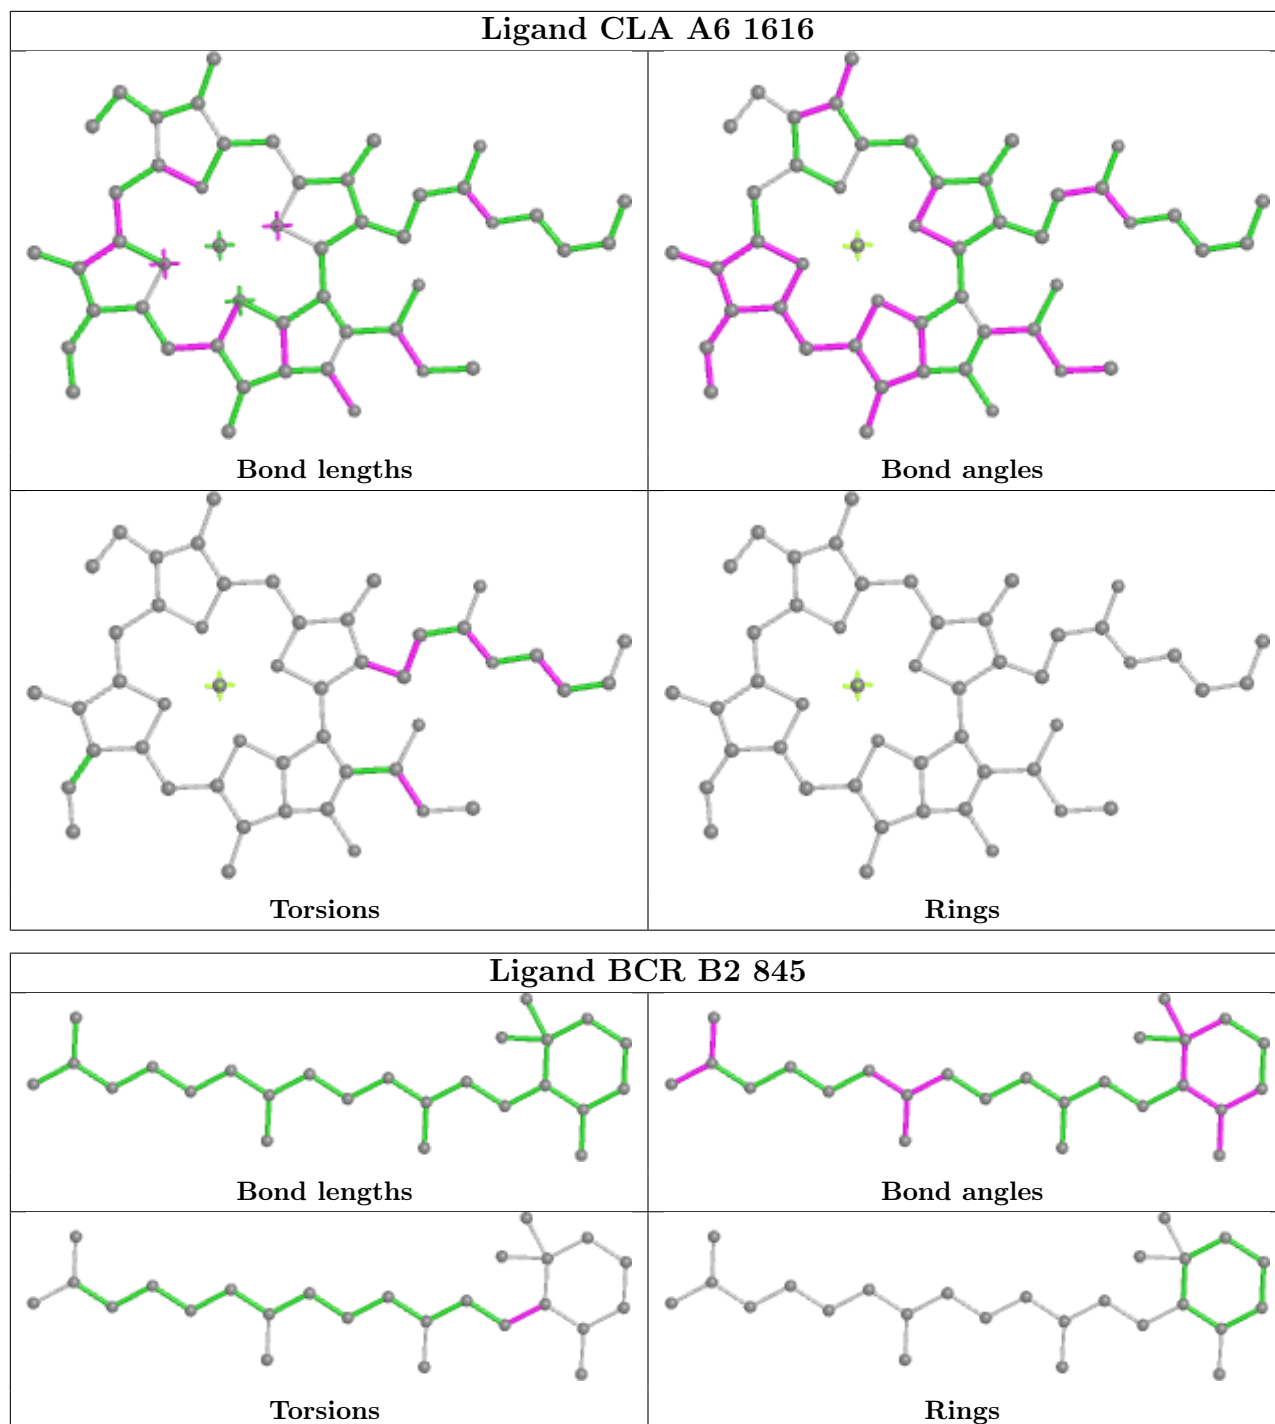 Ligand CLA A6 1616
Bond lengths
Bond angles
Torsions
Rings
Ligand BCR B2 845
Bond lengths
Bond angles
Torsions
Rings